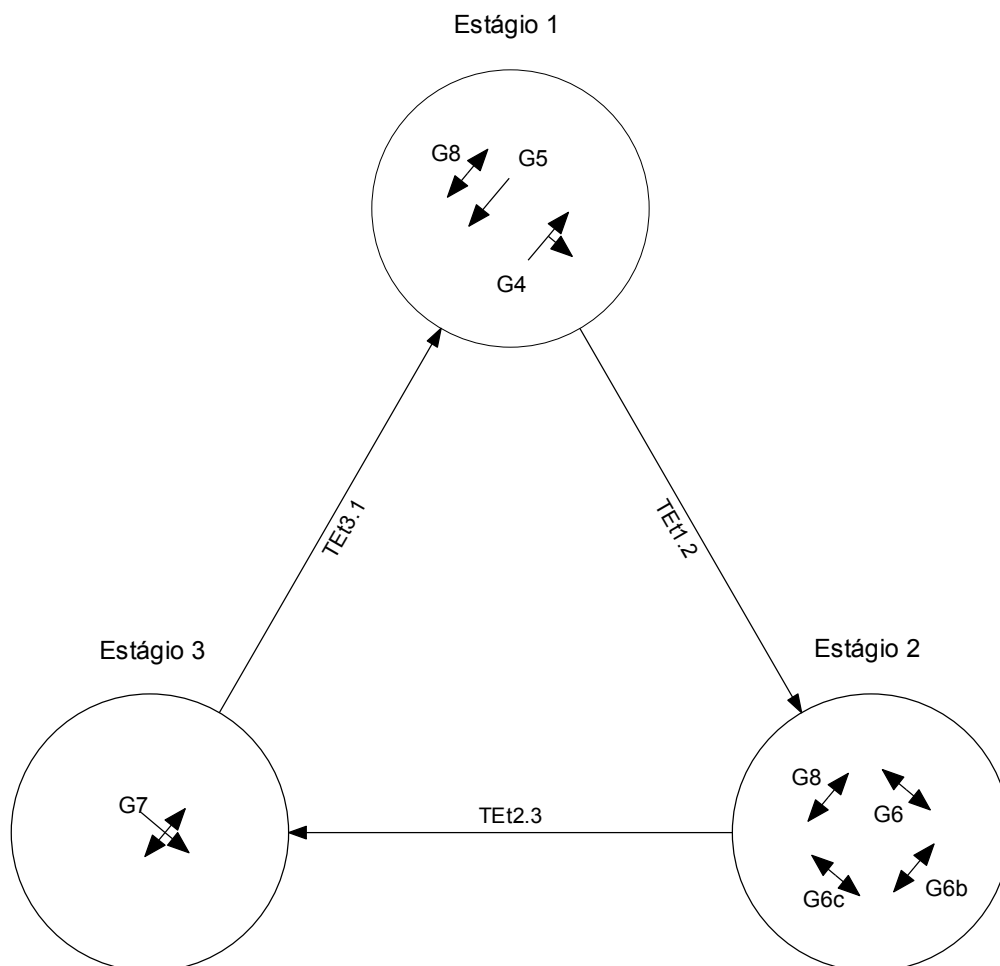 Estágio 1
G8
G5
G4
TEt3.1
TEt1.2
Estágio 3
Estágio 2
G7
G8
G6
TEt2.3
G6c
G6b